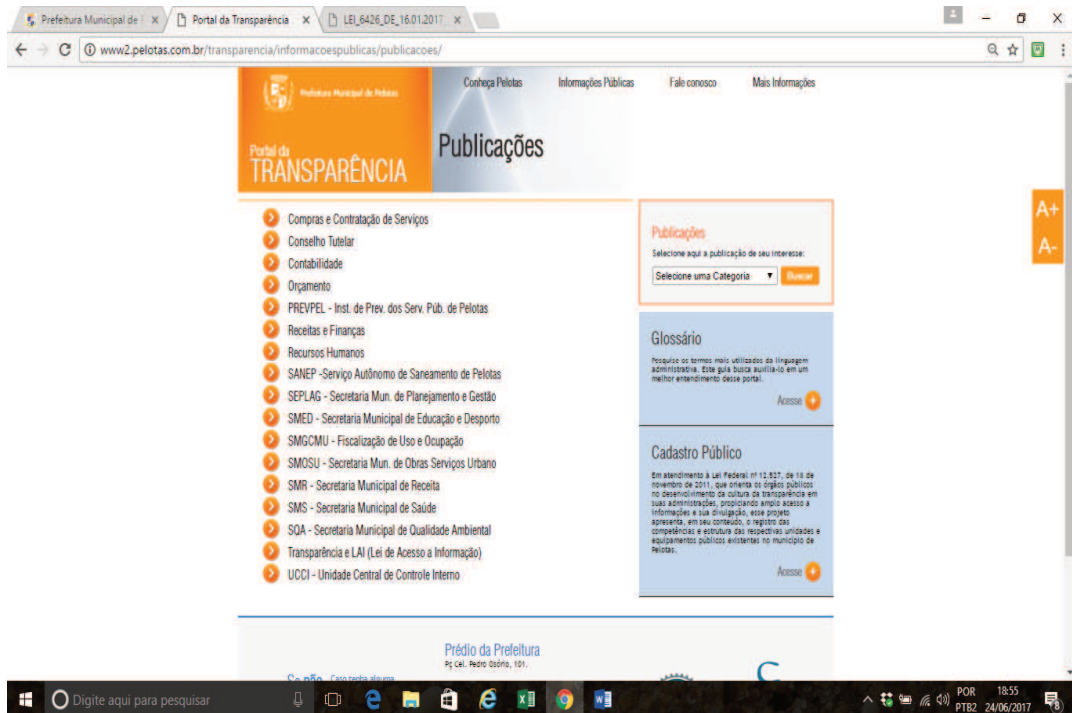 Prefeitura Municipal de
Portal da Transparência
LEI_6426_DE_16.01.2017_
www2.pelotas.com.br/transparencia/informacoespublicas/publicacoes/
Prefeitura Municipal de Pelotas
Conheça Pelotas
Informações Públicas
Fale conosco
Mais Informações
Portal da
TRANSPARÊNCIA
Publicações
A+
A-
Compras e Contratação de Serviços
Conselho Tutelar
Contabilidade
Orçamento
PREVPEL - Inst. de Prev. dos Serv. Púb. de Pelotas
Receitas e Finanças
Recursos Humanos
SANEP -Serviço Autônomo de Saneamento de Pelotas
SEPLAG - Secretaria Mun. de Planejamento e Gestão
SMED - Secretaria Municipal de Educação e Desporto
SMGCMU - Fiscalização de Uso e Ocupação
SMOSU - Secretaria Mun. de Obras Serviços Urbano
SMR - Secretaria Municipal de Receita
SMS - Secretaria Municipal de Saúde
SQA - Secretaria Municipal de Qualidade Ambiental
Transparência e LAI (Lei de Acesso a Informação)
UCCI - Unidade Central de Controle Interno
Publicações
Selecione aqui a publicação de seu interesse:
Selecione uma Categoria
Buscar
Glossário
Pesquise os termos mais utilizados da linguagem
administrativa. Este guia busca auxilia-lo em um
melhor entendimento desse portal.
Acesse
Cadastro Público
Em atendimento à Lei Federal nº 12.527, de 18 de
novembro de 2011, que orienta os órgãos públicos
no desenvolvimento da cultura da transparência em
suas administrações, propiciando amplo acesso a
informações e sua divulgação, esse projeto
apresenta, em seu conteúdo, o registro das
competências e estrutura das respectivas unidades e
equipamentos públicos existentes no município de
Pelotas.
Acesse
Prédio da Prefeitura
Pç Cel. Pedro Osório, 101.
Se não Caso tenha alguma
Digite aqui para pesquisar
POR
PTB2
18:55
24/06/2017